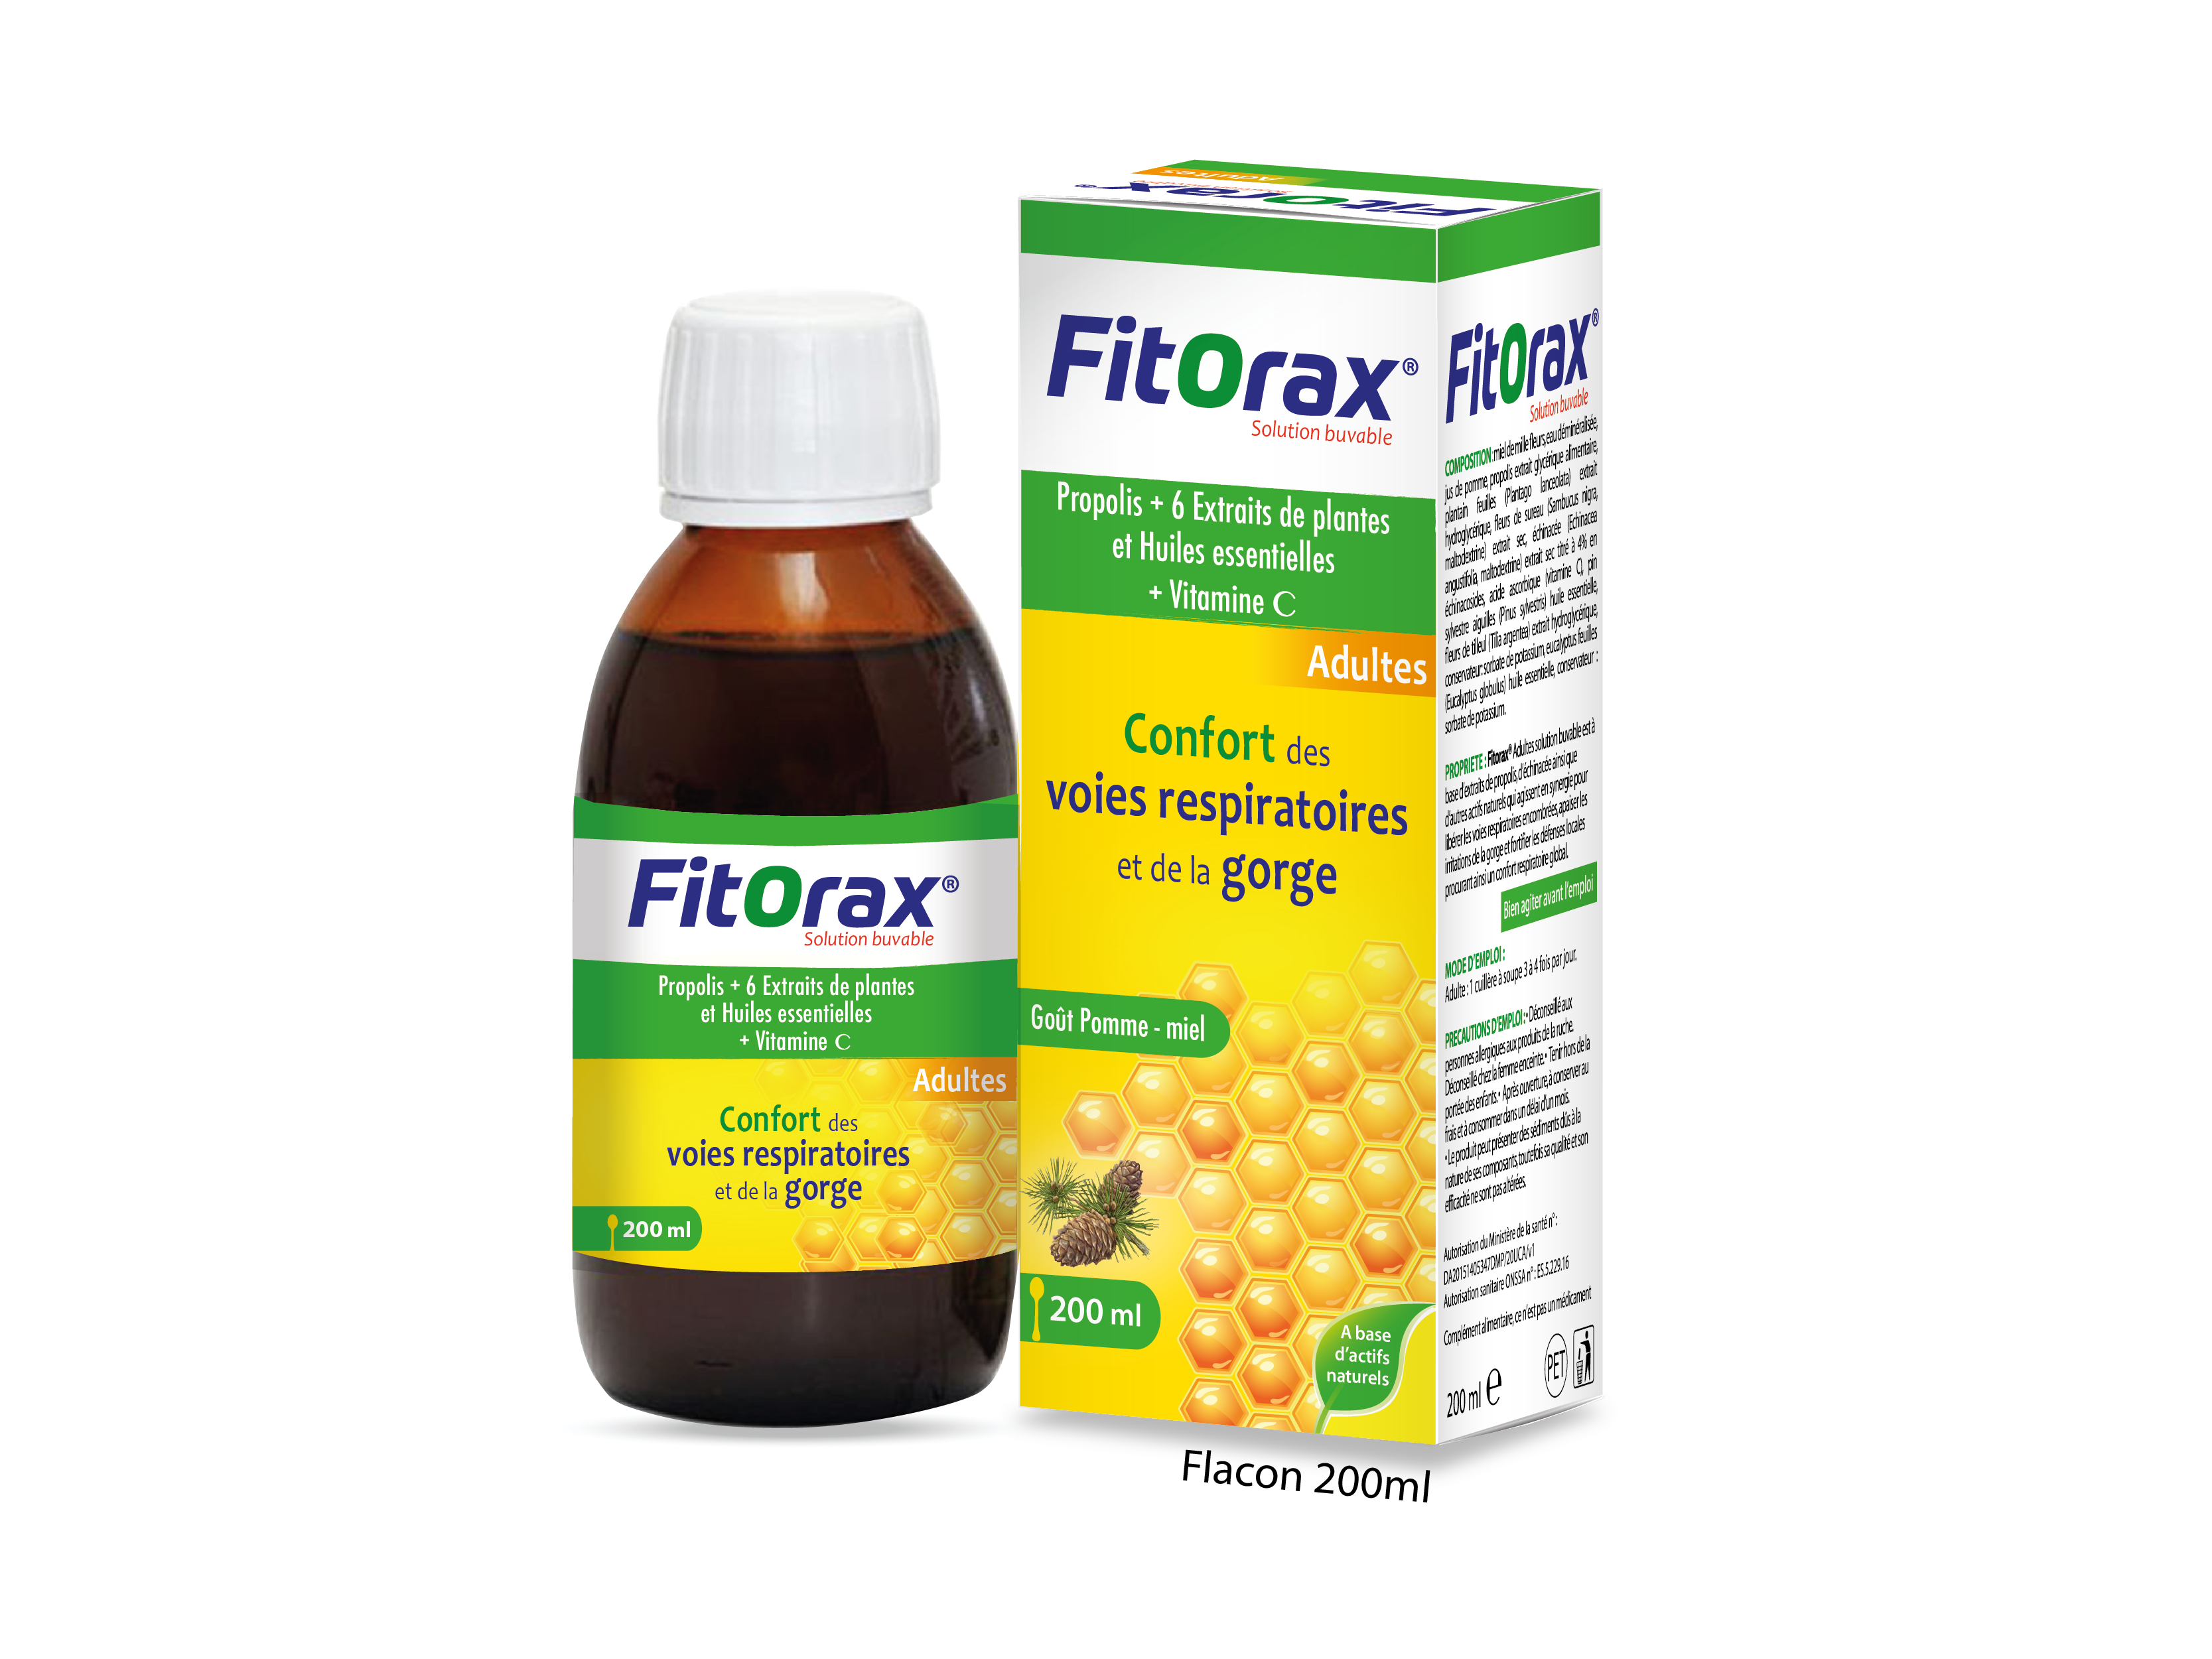 Adultes
Solution buvable
Fitorax®
Fitorax®
Solution buvable
Propolis + 6 Extraits de plantes
et Huiles essentielles
+ Vitamine C
Adultes
Confort des
voies respiratoires
et de la gorge
Goût Pomme - miel
200 ml
A base
d'actifs
naturels
Fitorax®
Solution buvable
COMPOSITION : miel de mille fleurs, eau déminéralisée,
jus de pomme, propolis extrait glycérique alimentaire,
plantain feuilles (Plantago lanceolata) extrait
hydroglycérique, fleurs de sureau (Sambucus nigra,
maltodextrine) extrait sec, échinacée (Echinacea
angustifolia, maltodextrine) extrait sec titré à 4% en
échinacosides, acide ascorbique (vitamine C), pin
sylvestre aiguilles (Pinus sylvestris) huile essentielle,
fleurs de tilleul (Tilia argentea) extrait hydroglycérique,
conservateur: sorbate de potassium, eucalyptus feuilles
(Eucalyptus globulus) huile essentielle, conservateur :
sorbate de potassium.
PROPRIETE : Fitorax® Adultes solution buvable est à
base d'extraits de propolis, d'échinacée ainsi que
d'autres actifs naturels qui agissent en synergie pour
libérer les voies respiratoires encombrées, apaiser les
irritations de la gorge et fortifier les défenses locales
procurant ainsi un confort respiratoire global.
Bien agiter avant l'emploi
MODE D'EMPLOI :
Adulte : 1 cuillère à soupe 3 à 4 fois par jour.
PRECAUTIONS D'EMPLOI : • Déconseillé aux
personnes allergiques aux produits de la ruche.
Déconseillé chez la femme enceinte. • Tenir hors de la
portée des enfants. • Après ouverture, à conserver au
frais et à consommer dans un délai d'un mois.
• Le produit peut présenter des sédiments dûs à la
nature de ses composants, toutefois sa qualité et son
efficacité ne sont pas altérées.
Autorisation du Ministère de la santé n° :
DA20151405347DMP/20UCA/v1
Autorisation sanitaire ONSSA n° : ES.5.229.16
Complément alimentaire, ce n'est pas un médicament
200 ml e
PET
Fitorax®
Solution buvable
Propolis + 6 Extraits de plantes
et Huiles essentielles
+ Vitamine C
Adultes
Confort des
voies respiratoires
et de la gorge
200 ml
Flacon 200ml